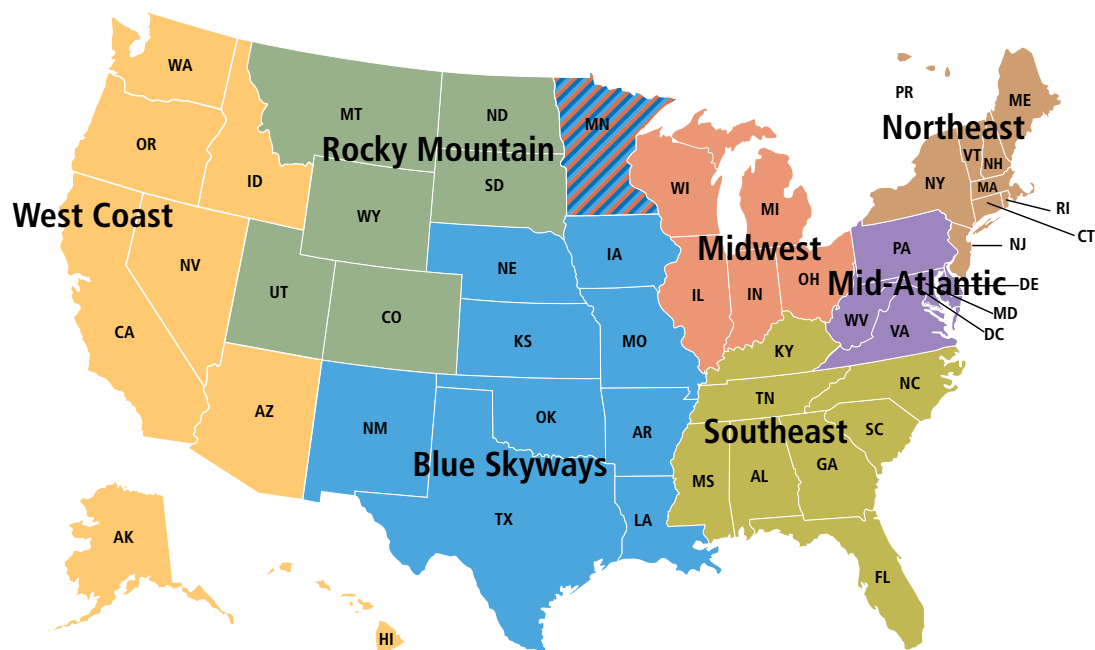 WA
MT
ND
MN
PR
ME
OR
Rocky Mountain
Northeast
VT
NH
ID
SD
WI
NY
MA
West Coast
WY
MI
RI
CT
NV
NE
IA
Midwest
PA
NJ
UT
CO
IL
IN
OH
Mid-Atlantic
DE
MD
CA
KS
MO
WV
VA
DC
KY
AZ
NM
OK
AR
TN
NC
Southeast
SC
Blue Skyways
MS
AL
GA
TX
LA
AK
FL
HI